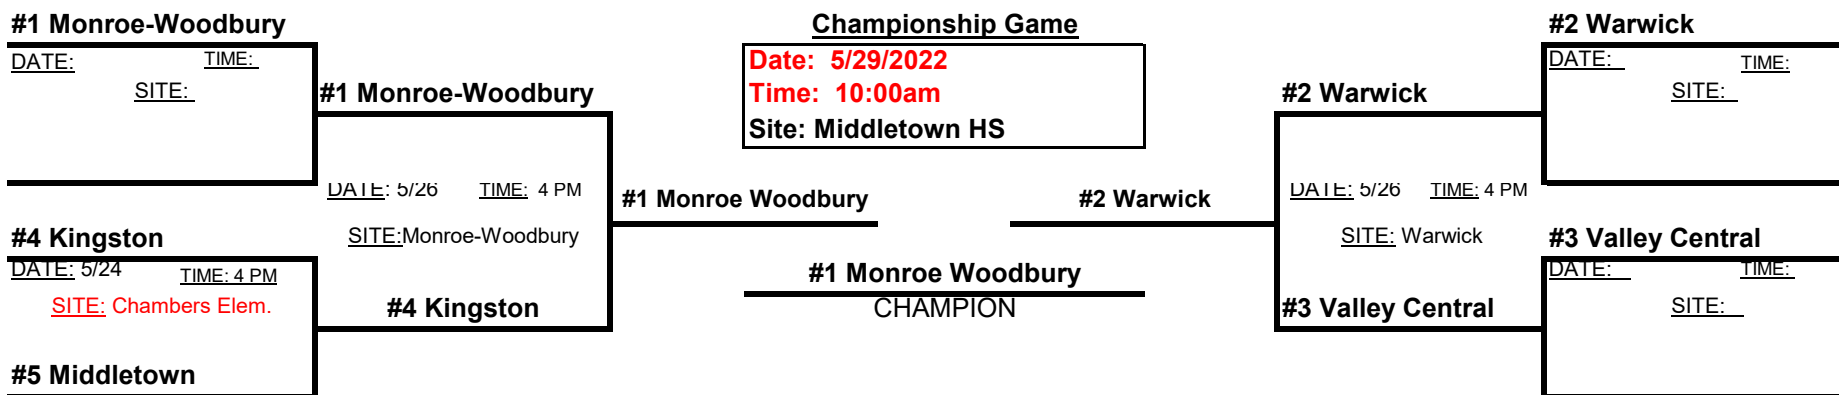 #1 Monroe-Woodbury
DATE: TIME:
SITE:
#1 Monroe-Woodbury
DATE: 5/26 TIME: 4 PM
SITE:Monroe-Woodbury
#4 Kingston
DATE: 5/24 TIME: 4 PM
SITE: Chambers Elem.
#4 Kingston
#5 Middletown
#1 Monroe Woodbury
Championship Game
Date: 5/29/2022
Time: 10:00am
Site: Middletown HS
#2 Warwick
#1 Monroe Woodbury
CHAMPION
#2 Warwick
DATE: TIME:
SITE:
#2 Warwick
DATE: 5/26 TIME: 4 PM
SITE: Warwick
#3 Valley Central
DATE: TIME:
SITE:
#3 Valley Central